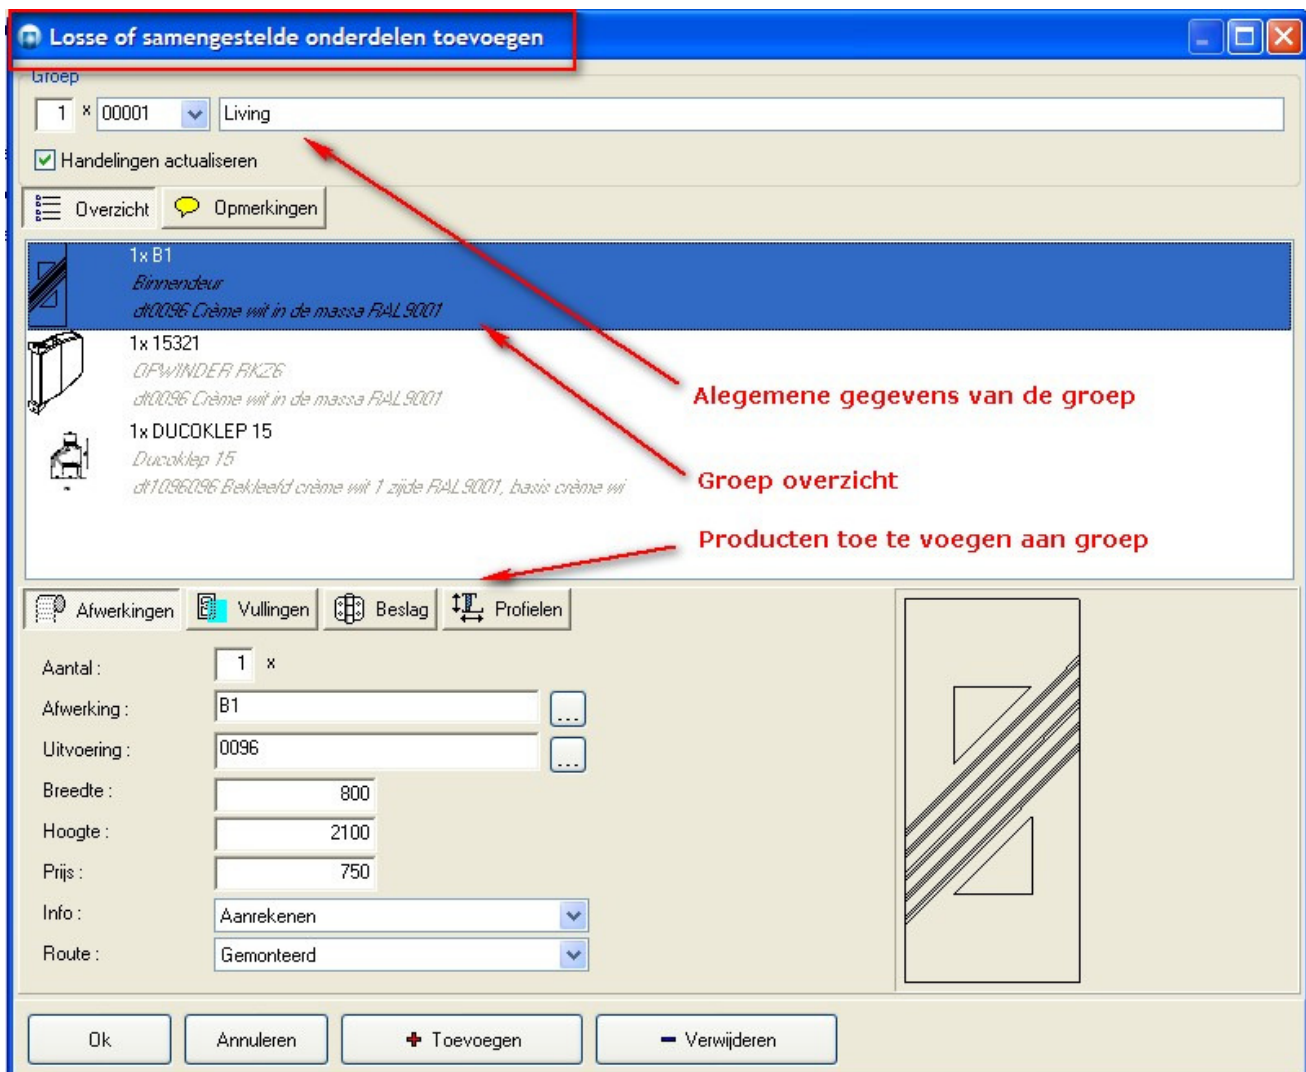 Losse of samengestelde onderdelen toevoegen
Groep
1 x 00001 Living
Handelingen actualiseren
Overzicht Opmerkingen
1x B1
Binnendeur
dt0096 Crème wit in de massa RAL9001
1x 15321
OPWINDER RKZ6
dt0096 Crème wit in de massa RAL9001
Alegemene gegevens van de groep
1x DUCOKLEP 15
Ducoklep 15
dt1096096 Bekleefd crème wit 1 zijde RAL9001, basis crème wi
Groep overzicht
Producten toe te voegen aan groep
Afwerkingen Vullingen Beslag Profielen
Aantal : 1 x
Afwerking : B1 ...
Uitvoering : 0096 ...
Breedte : 800
Hoogte : 2100
Prijs : 750
Info : Aanrekenen
Route : Gemonteerd
Ok Annuleren Toevoegen Verwijderen